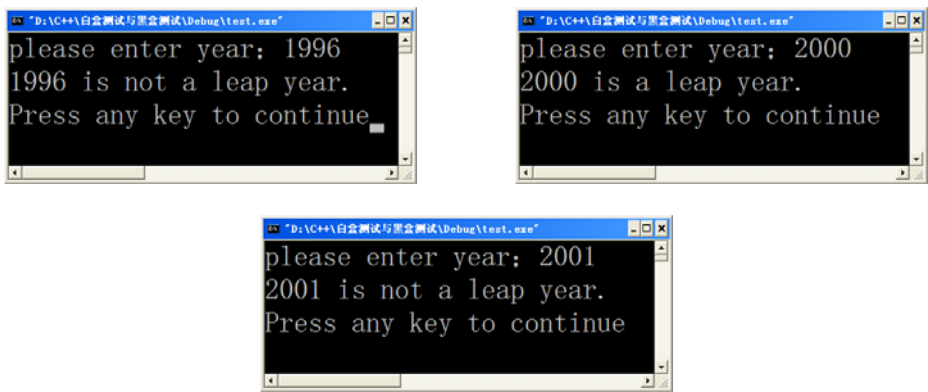 "D:\C++\白盒测试与黑盒测试\Debug\test.exe"
please enter year: 1996
1996 is not a leap year.
Press any key to continue
"D:\C++\白盒测试与黑盒测试\Debug\test.exe"
please enter year: 2000
2000 is a leap year.
Press any key to continue
"D:\C++\白盒测试与黑盒测试\Debug\test.exe"
please enter year: 2001
2001 is not a leap year.
Press any key to continue